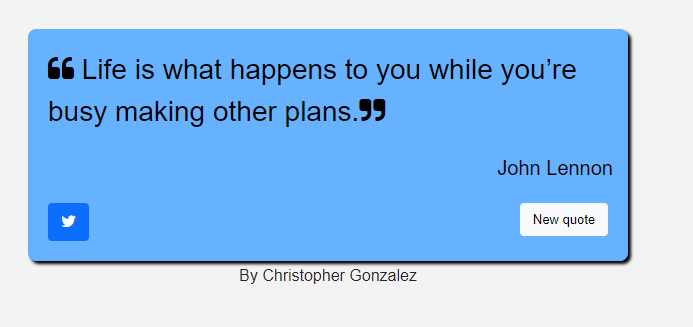 “ Life is what happens to you while you’re
busy making other plans.”
John Lennon
New quote
By Christopher Gonzalez